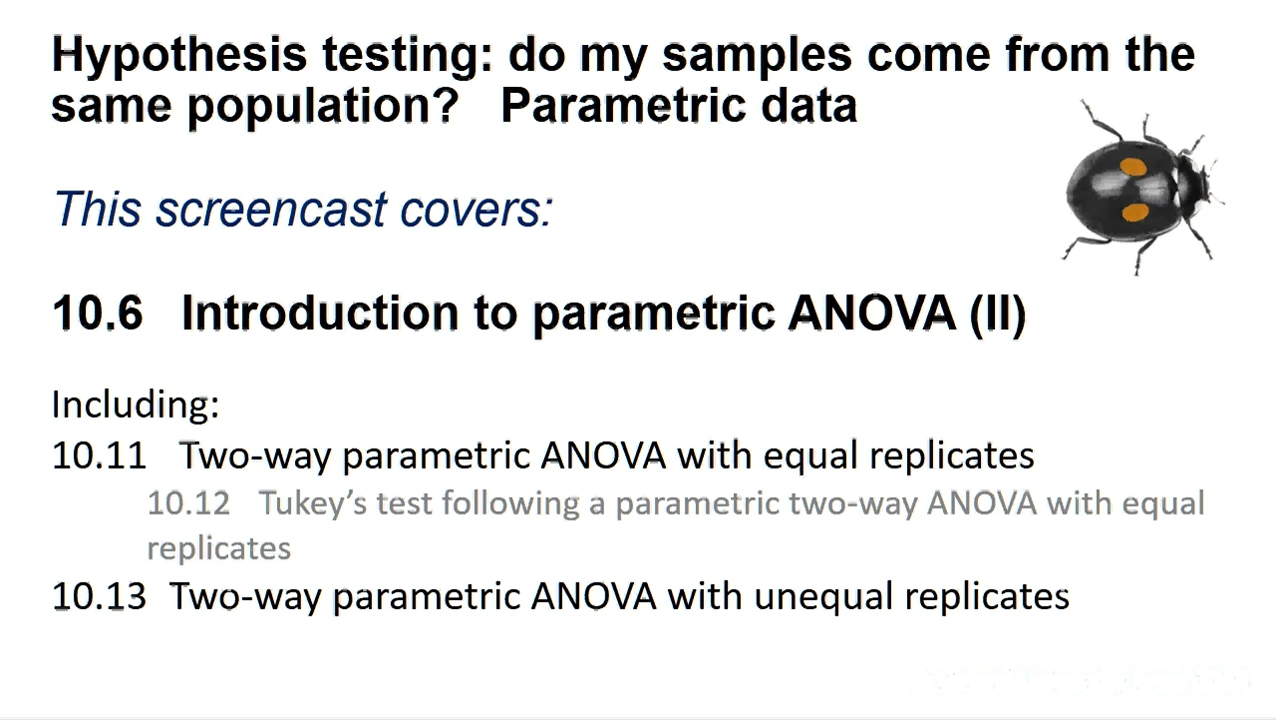 Hypothesis testing: do my samples come from the
same population? Parametric data
This screencast covers:
10.6 Introduction to parametric ANOVA (II)
Including:
10.11 Two-way parametric ANOVA with equal replicates
10.12 Tukey’s test following a parametric two-way ANOVA with equal
replicates
10.13 Two-way parametric ANOVA with unequal replicates